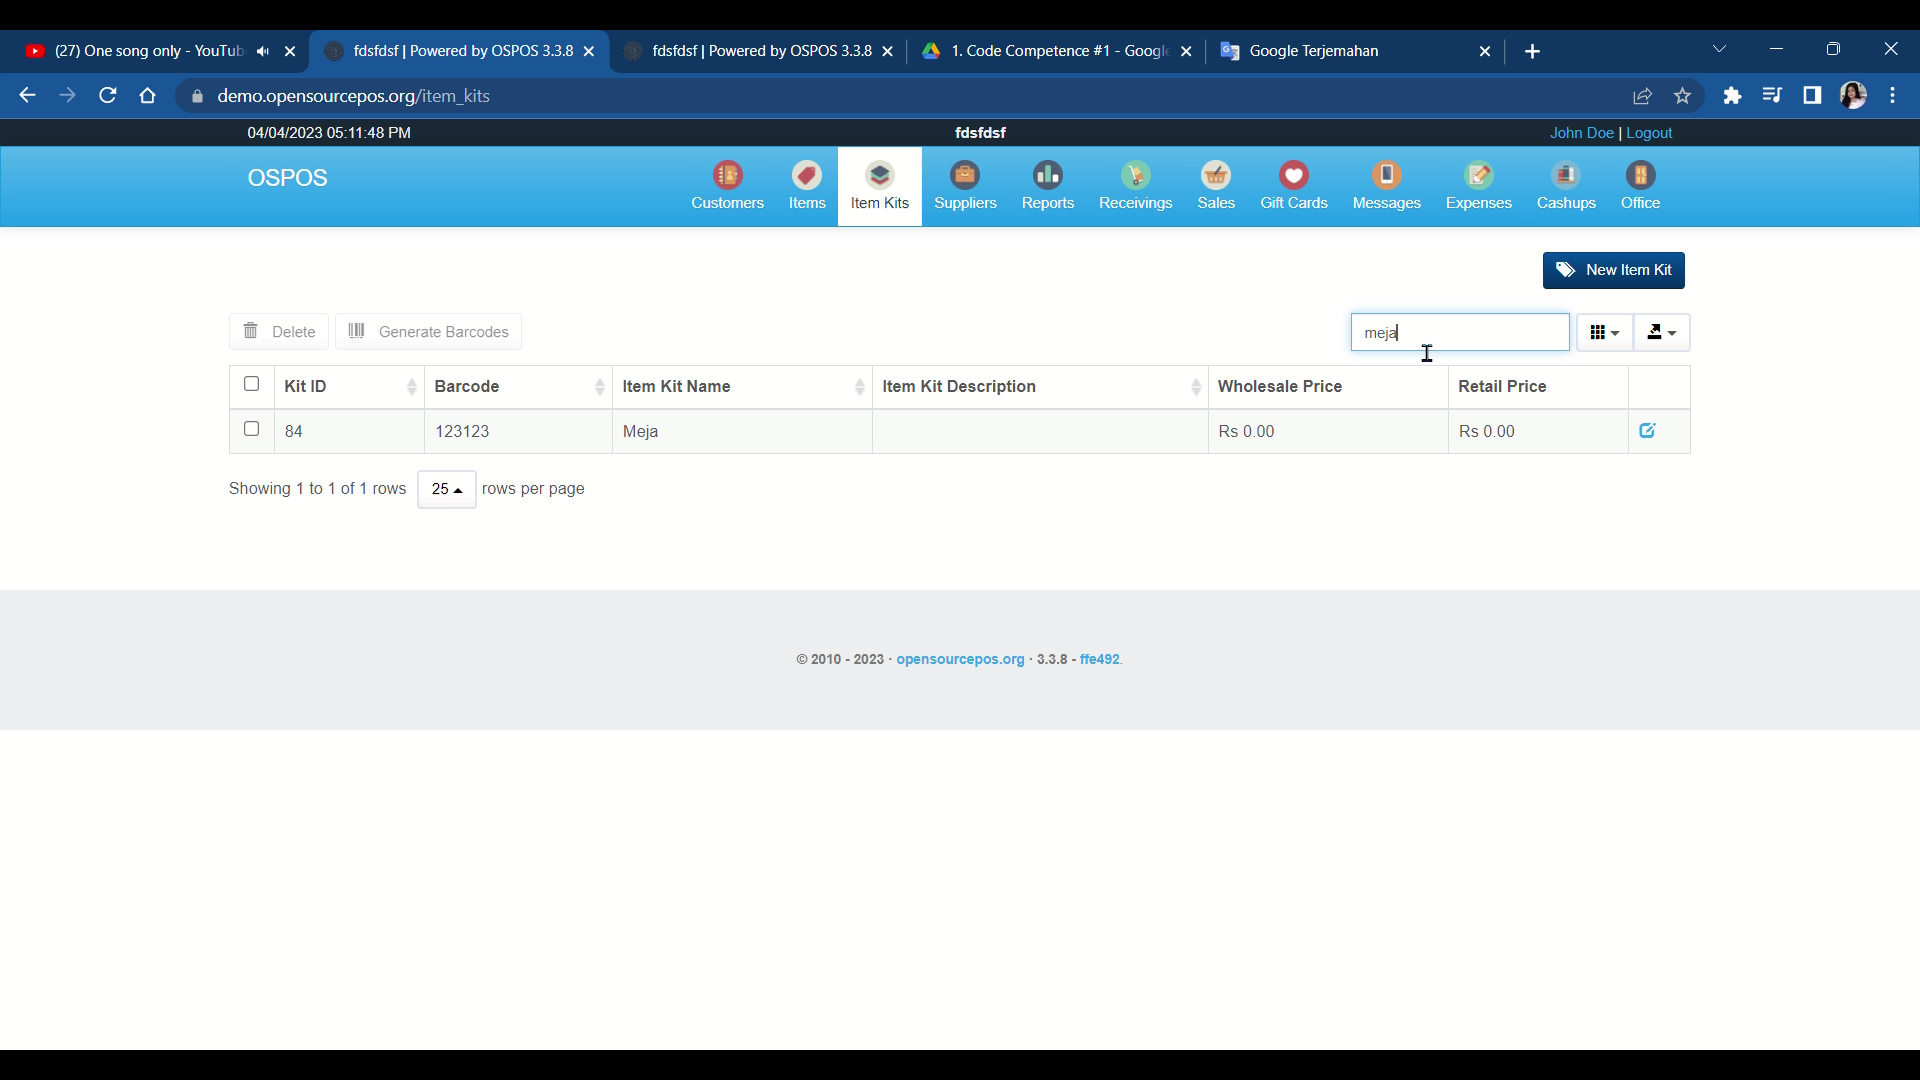 (27) One song only - YouTub
fdsfdsf | Powered by OSPOS 3.3.8
fdsfdsf | Powered by OSPOS 3.3.8
1. Code Competence #1 - Google
Google Terjemahan
demo.opensourcepos.org/item_kits
04/04/2023 05:11:48 PM
fdsfdsf
John Doe | Logout
OSPOS
Customers
Items
Item Kits
Suppliers
Reports
Receivings
Sales
Gift Cards
Messages
Expenses
Cashups
Office
New Item Kit
Delete
Generate Barcodes
meja
Kit ID Barcode Item Kit Name Item Kit Description Wholesale Price Retail Price
84 123123 Meja Rs 0.00 Rs 0.00
Showing 1 to 1 of 1 rows 25 rows per page
© 2010 - 2023 · opensourcepos.org · 3.3.8 - ffe492.